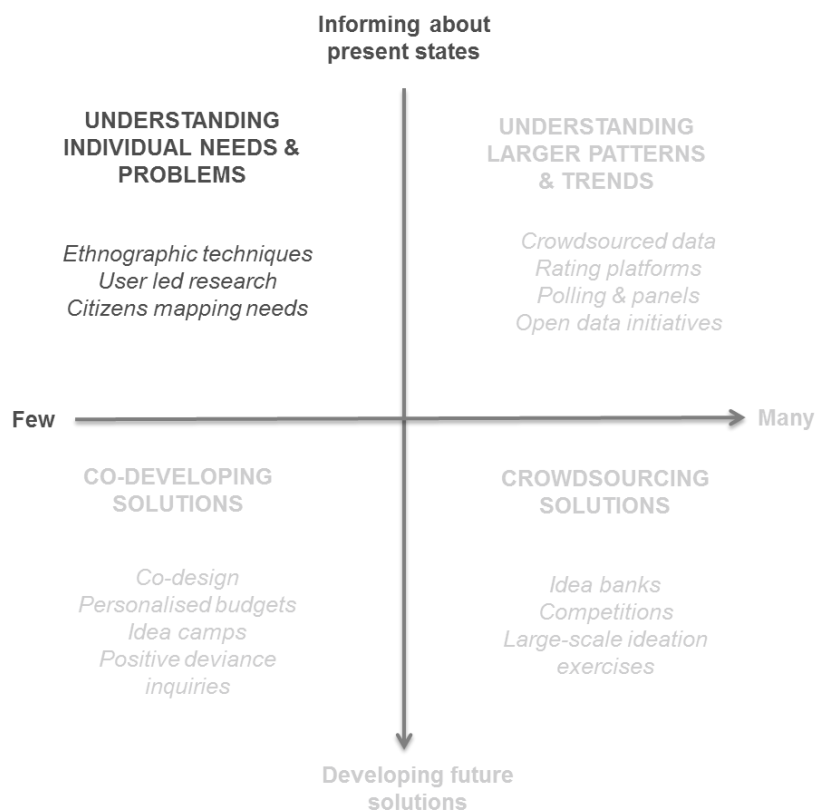 Informing about
present states
UNDERSTANDING
INDIVIDUAL NEEDS &
PROBLEMS
Ethnographic techniques
User led research
Citizens mapping needs
UNDERSTANDING
LARGER PATTERNS
& TRENDS
Crowdsourced data
Rating platforms
Polling & panels
Open data initiatives
Few
Many
CO-DEVELOPING
SOLUTIONS
Co-design
Personalised budgets
Idea camps
Positive deviance
inquiries
CROWDSOURCING
SOLUTIONS
Idea banks
Competitions
Large-scale ideation
exercises
Developing future
solutions